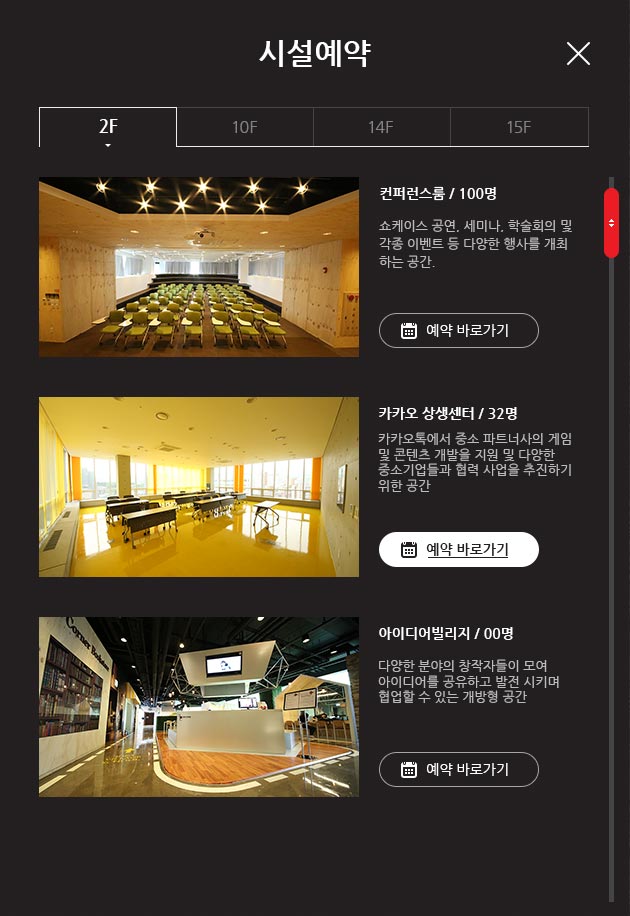 시설예약
2F
10F
14F
15F
컨퍼런스룸 / 100명
쇼케이스 공연, 세미나, 학술회의 및
각종 이벤트 등 다양한 행사를 개최
하는 공간.
예약 바로가기
카카오 상생센터 / 32명
카카오톡에서 중소 파트너사의 게임
및 콘텐츠 개발을 지원 및 다양한
중소기업들과 협력 사업을 추진하기
위한 공간
예약 바로가기
Corner Bookstore
아이디어빌리지 / 00명
다양한 분야의 창작자들이 모여
아이디어를 공유하고 발전 시키며
협업할 수 있는 개방형 공간
예약 바로가기